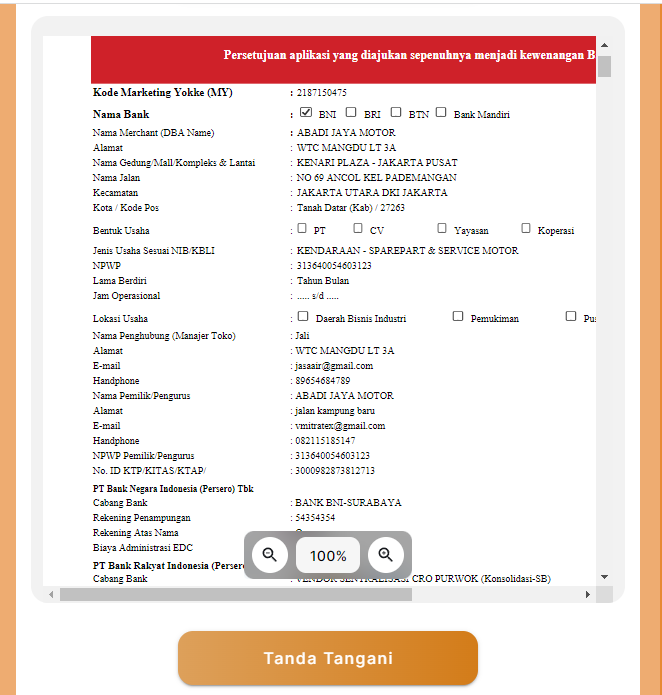 Persetujuan aplikasi yang diajukan sepenuhnya menjadi kewenangan B
Kode Marketing Yokke (MY) : 2187150475
Nama Bank : BNI BRI BTN Bank Mandiri
Nama Merchant (DBA Name) : ABADI JAYA MOTOR
Alamat : WTC MANGDU LT 3A
Nama Gedung/Mall/Kompleks & Lantai : KENARI PLAZA - JAKARTA PUSAT
Nama Jalan : NO 69 ANCOL KEL PADEMANGAN
Kecamatan : JAKARTA UTARA DKI JAKARTA
Kota / Kode Pos : Tanah Datar (Kab) / 27263
Bentuk Usaha : PT CV Yayasan Koperasi
Jenis Usaha Sesuai NIB/KBLI : KENDARAAN - SPAREPART & SERVICE MOTOR
NPWP : 313640054603123
Lama Berdiri : Tahun Bulan
Jam Operasional : ..... s/d .....
Lokasi Usaha : Daerah Bisnis Industri Pemukiman Pus
Nama Penghubung (Manajer Toko) : Jali
Alamat : WTC MANGDU LT 3A
E-mail : jasaair@gmail.com
Handphone : 89654684789
Nama Pemilik/Pengurus : ABADI JAYA MOTOR
Alamat : jalan kampung baru
E-mail : vmitratex@gmail.com
Handphone : 082115185147
NPWP Pemilik/Pengurus : 313640054603123
No. ID KTP/KITAS/KTAP/ : 3000982873812713
PT Bank Negara Indonesia (Persero) Tbk
Cabang Bank : BANK BNI-SURABAYA
Rekening Penampungan : 54354354
Rekening Atas Nama
Biaya Administrasi EDC
100%
PT Bank Rakyat Indonesia (Perser
Cabang Bank : VENDOR SENTRALISASI CRO PURWOK (Konsolidasi-SB)
Tanda Tangani